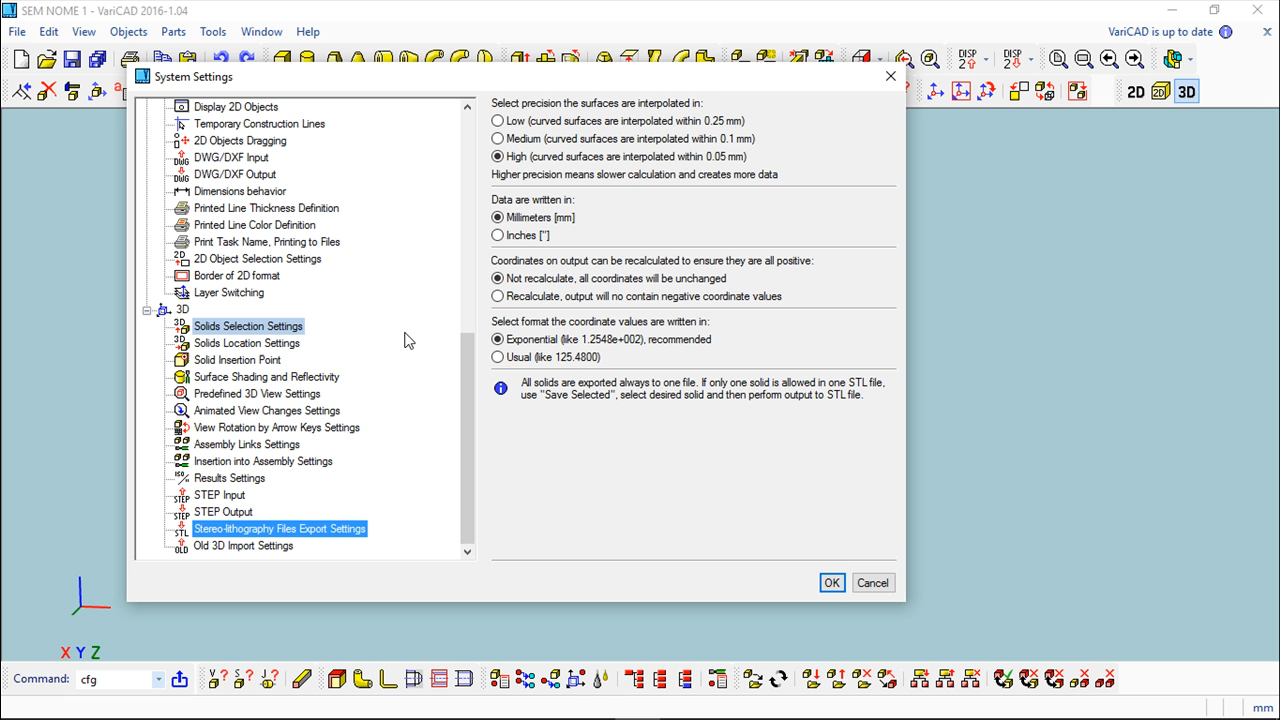 SEM NOME 1 - VariCAD 2016-1.04
File Edit View Objects Parts Tools Window Help
VariCAD is up to date
DISP 2 DISP 2
2D 3D
System Settings
Display 2D Objects
Temporary Construction Lines
2D Objects Dragging
DWG DWG/DXF Input
DWG DWG/DXF Output
Dimensions behavior
Printed Line Thickness Definition
Printed Line Color Definition
Print Task Name, Printing to Files
2D 2D Object Selection Settings
Border of 2D format
Layer Switching
3D
3D Solids Selection Settings
3D Solids Location Settings
Solid Insertion Point
Surface Shading and Reflectivity
Predefined 3D View Settings
Animated View Changes Settings
View Rotation by Arrow Keys Settings
Assembly Links Settings
Insertion into Assembly Settings
ISO Results Settings
STEP STEP Input
STEP STEP Output
STL Stereo-lithography Files Export Settings
OLD Old 3D Import Settings
Select precision the surfaces are interpolated in:
Low (curved surfaces are interpolated within 0.25 mm)
Medium (curved surfaces are interpolated within 0.1 mm)
High (curved surfaces are interpolated within 0.05 mm)
Higher precision means slower calculation and creates more data
Data are written in:
Millimeters [mm]
Inches ["]
Coordinates on output can be recalculated to ensure they are all positive:
Not recalculate, all coordinates will be unchanged
Recalculate, output will no contain negative coordinate values
Select format the coordinate values are written in:
Exponential (like 1.2548e+002), recommended
Usual (like 125.4800)
All solids are exported always to one file. If only one solid is allowed in one STL file,
use "Save Selected", select desired solid and then perform output to STL file.
OK Cancel
X Y Z
Command: cfg
mm